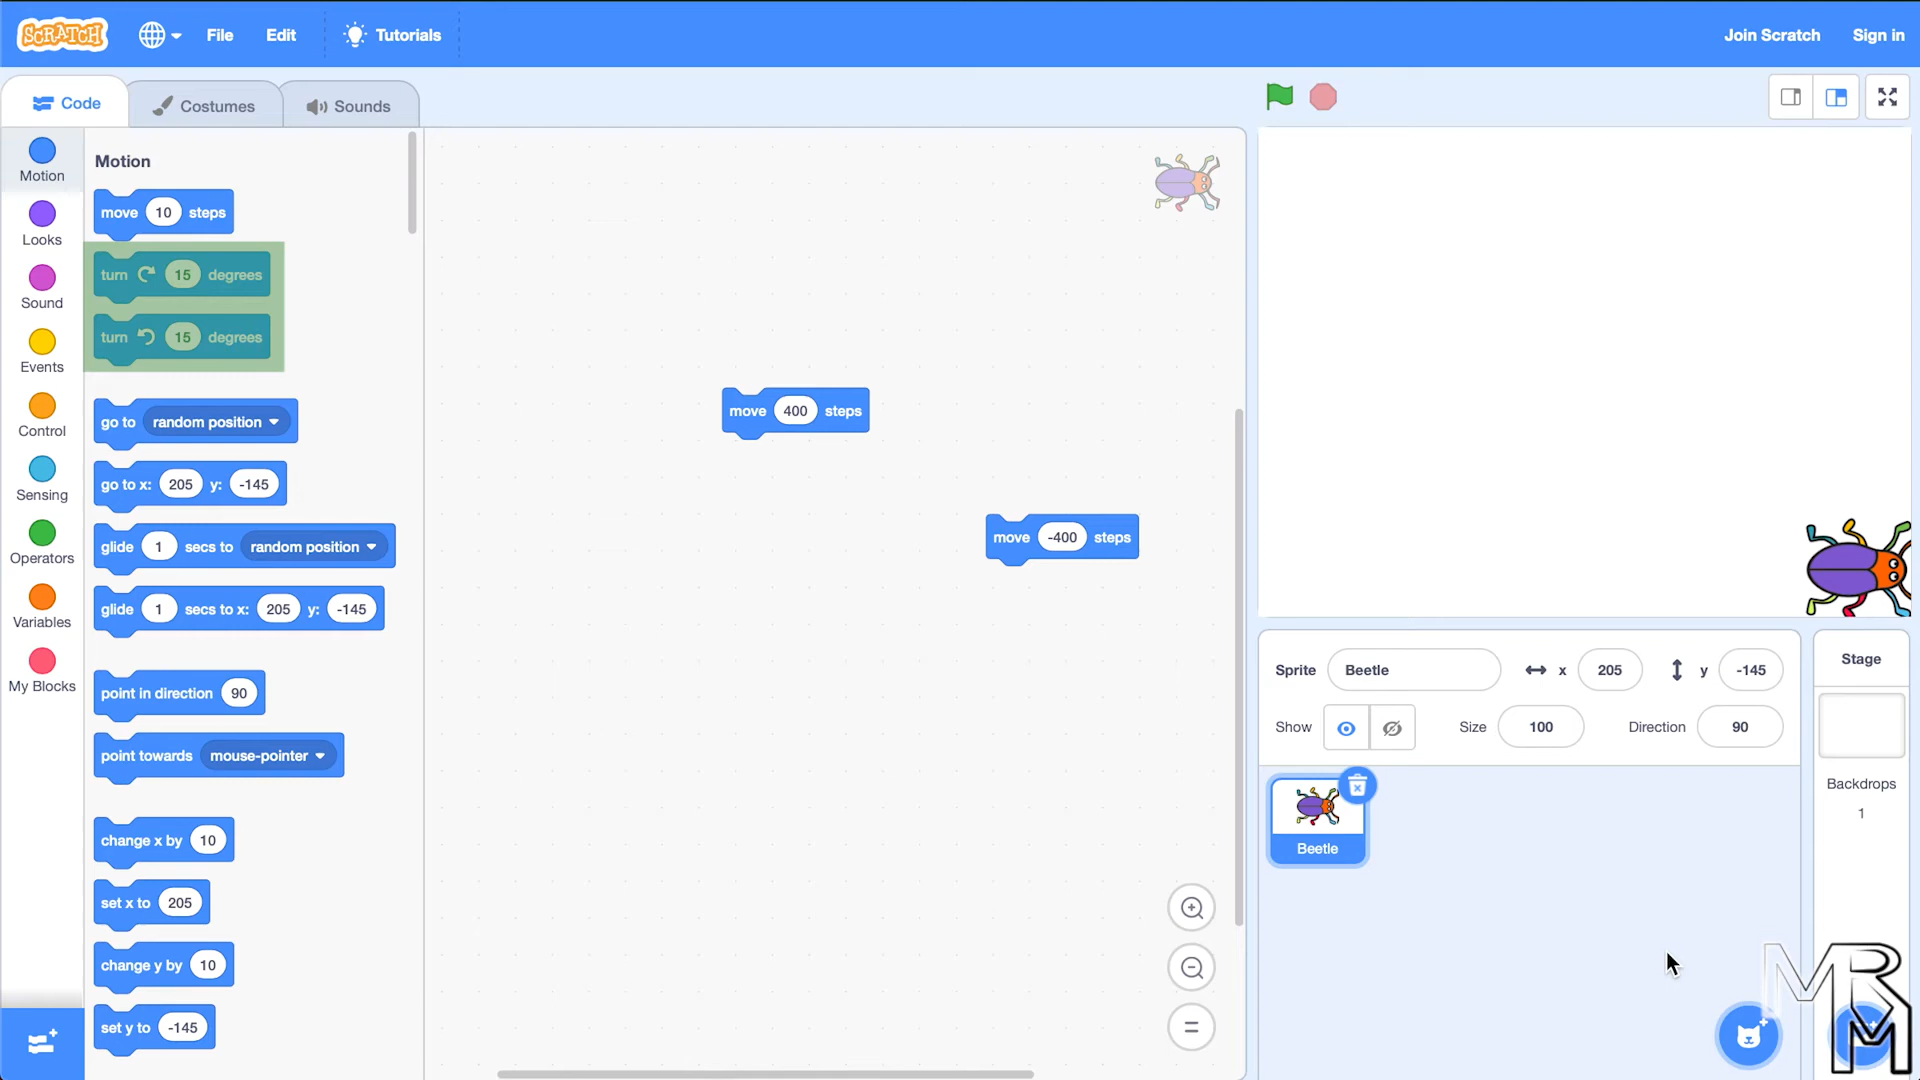 SCRATCH File Edit Tutorials Join Scratch Sign in
Code Costumes Sounds
Motion
Looks
Sound
Events
Control
Sensing
Operators
Variables
My Blocks
Motion
move 10 steps
turn 15 degrees
turn 15 degrees
go to random position
go to x: 205 y: -145
glide 1 secs to random position
glide 1 secs to x: 205 y: -145
point in direction 90
point towards mouse-pointer
change x by 10
set x to 205
change y by 10
set y to -145
move 400 steps
move -400 steps
Sprite Beetle x 205 y -145
Show Size 100 Direction 90
Beetle
Stage
Backdrops
1
MRM